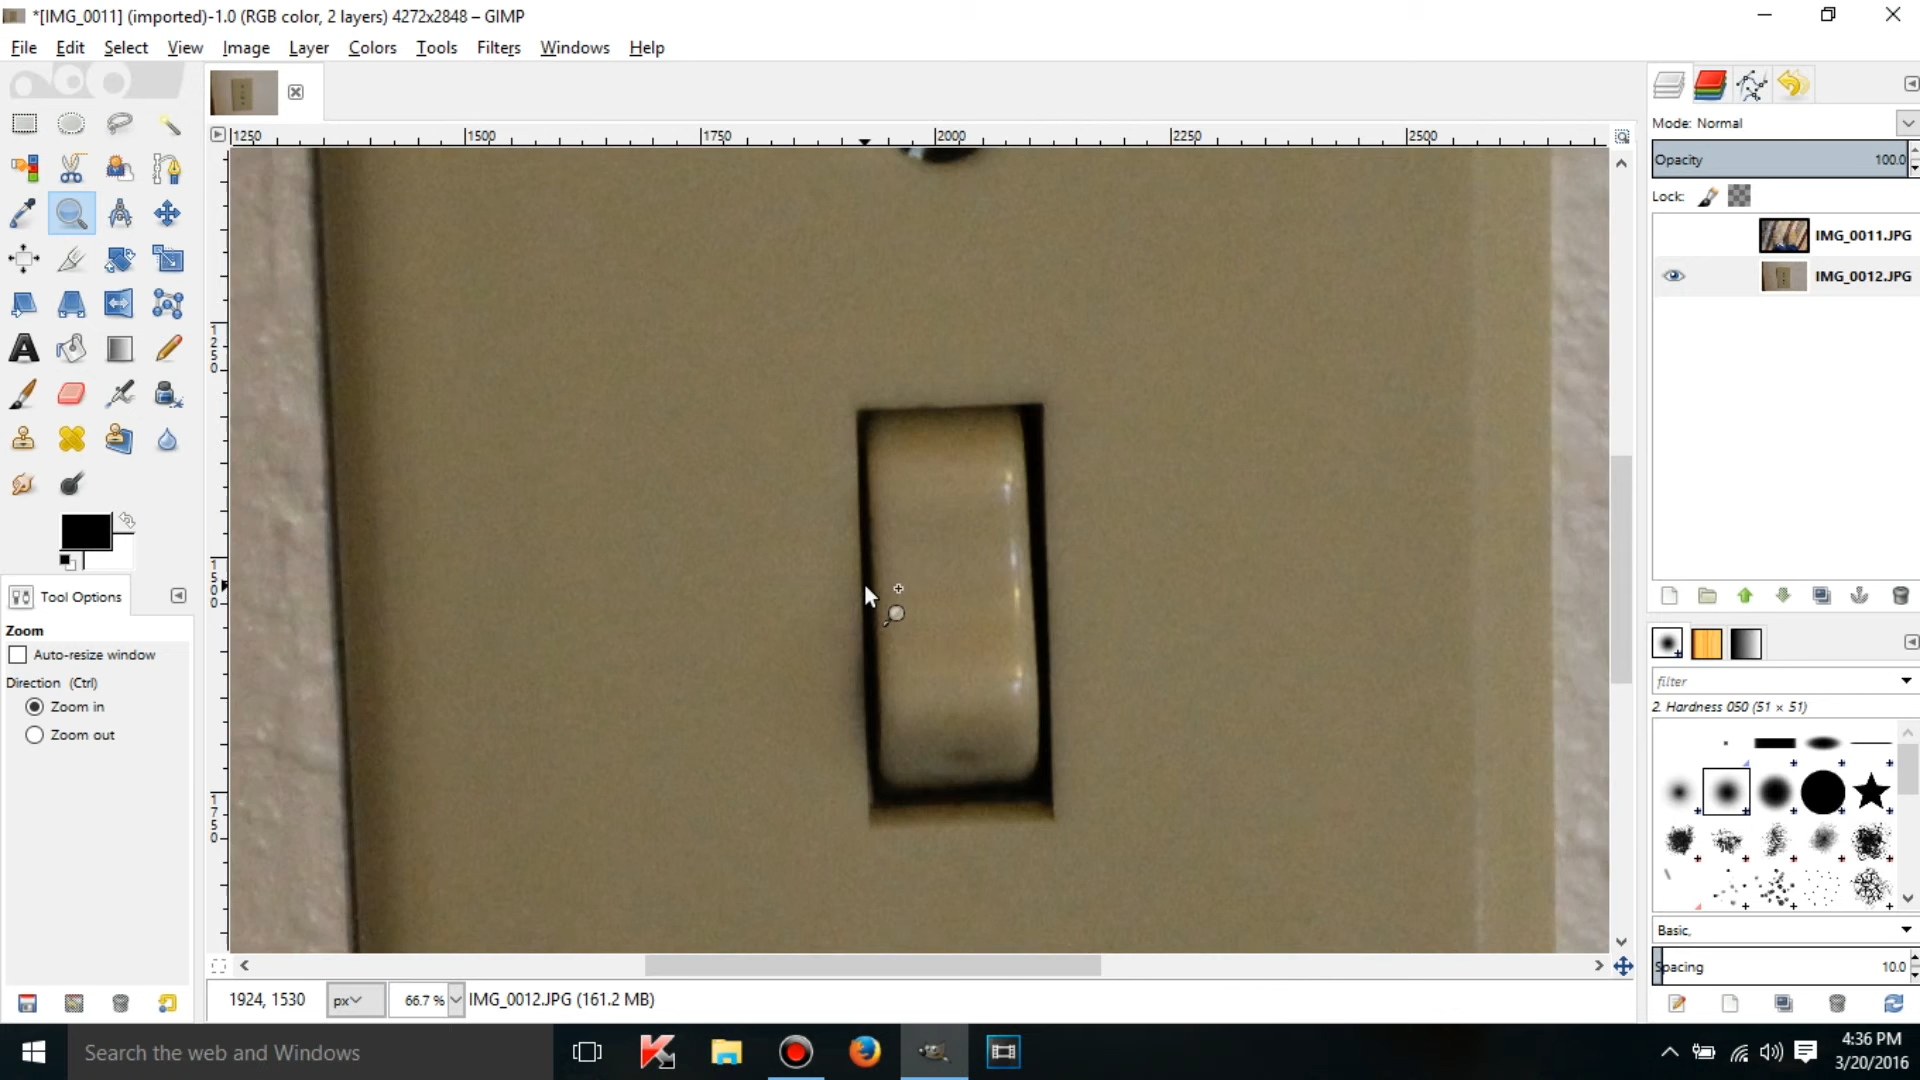 *[IMG_0011] (imported)-1.0 (RGB color, 2 layers) 4272x2848 – GIMP
File Edit Select View Image Layer Colors Tools Filters Windows Help
1250 1500 1750 2000 2250 2500
1250
1500
1750
Mode: Normal
Opacity 100.0
Lock:
IMG_0011.JPG
IMG_0012.JPG
Tool Options
Zoom
Auto-resize window
Direction (Ctrl)
Zoom in
Zoom out
filter
2. Hardness 050 (51 × 51)
Basic,
Spacing 10.0
1924, 1530 px 66.7 % IMG_0012.JPG (161.2 MB)
Search the web and Windows
4:36 PM
3/20/2016